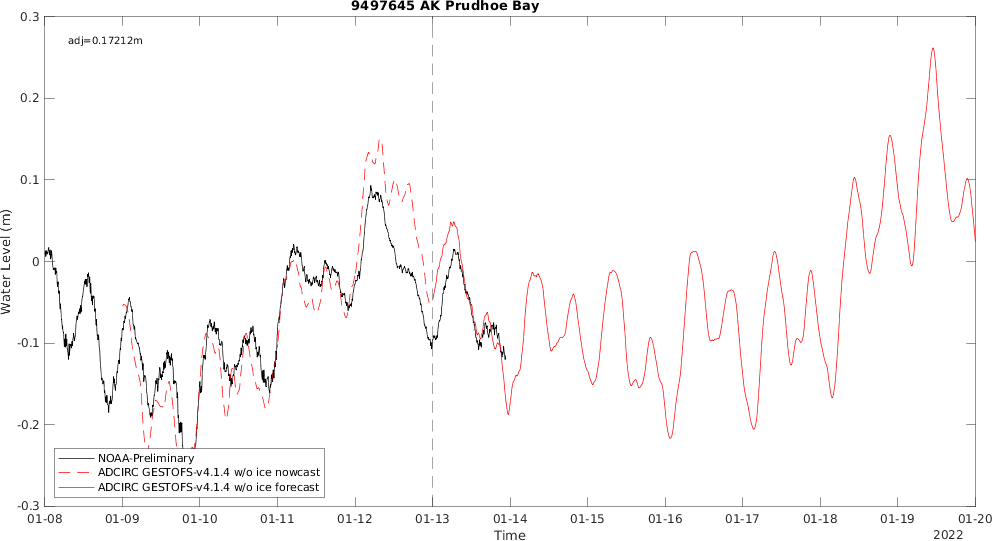 9497645 AK Prudhoe Bay
adj=0.17212m
Water Level (m)
0.3
0.2
0.1
0
-0.1
-0.2
-0.3
NOAA-Preliminary
ADCIRC GESTOFS-v4.1.4 w/o ice nowcast
ADCIRC GESTOFS-v4.1.4 w/o ice forecast
01-08 01-09 01-10 01-11 01-12 01-13 01-14 01-15 01-16 01-17 01-18 01-19 01-20
Time
2022